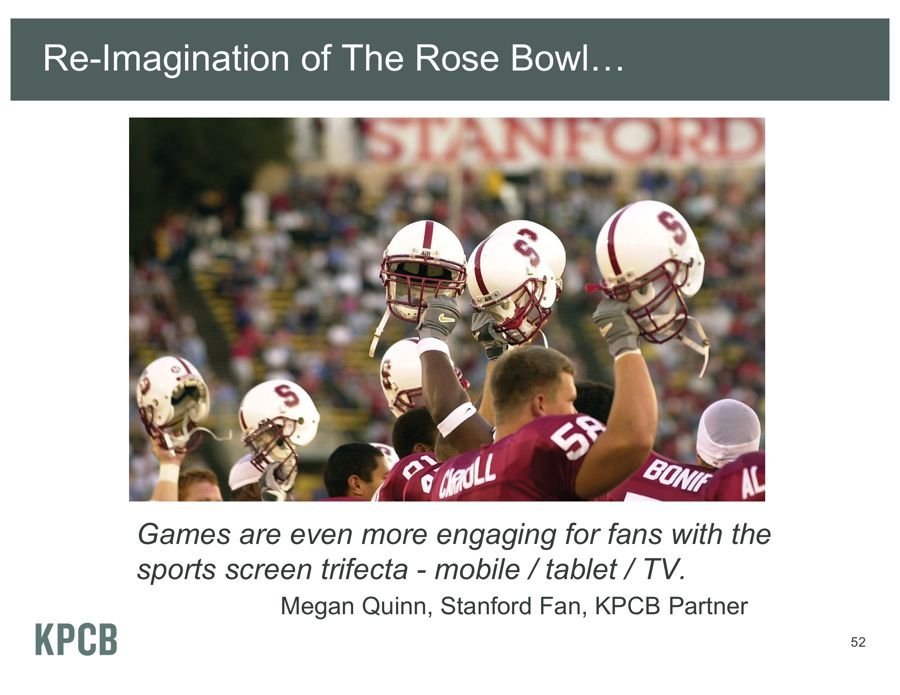 Re-Imagination of The Rose Bowl…
STANFORD
S
S
S
AIR
S
S
58
CARROLL
BONIF
AL
Games are even more engaging for fans with the
sports screen trifecta - mobile / tablet / TV.
Megan Quinn, Stanford Fan, KPCB Partner
KPCB
52